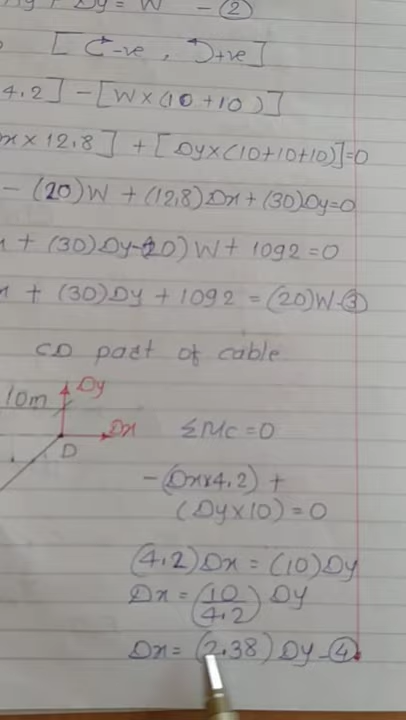 Dy = W - ②
[↷-ve, ↶+ve]
4.2] - [W×(10+10)]
×12.8] + [Dy×(10+10+10)]=0
- (20)W + (12.8)Dx + (30)Dy=0
+ (30)Dy-(20)W + 1092 = 0
+ (30)Dy + 1092 = (20)W-③
CD part of cable
10m
Dy
Dx
D
ΣMc = 0
-(Dx×4.2) +
(Dy×10) = 0
(4.2)Dx = (10)Dy
Dx = (10/4.2) Dy
Dx = (2.38) Dy-④